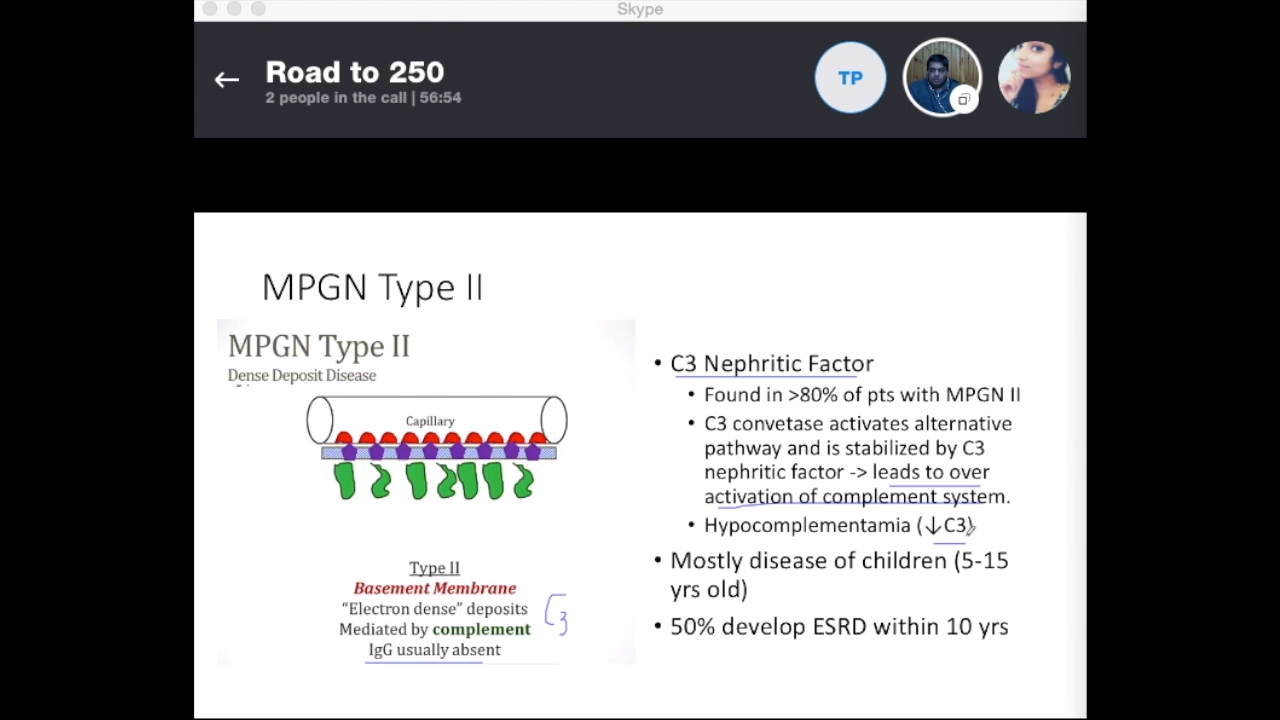 Skype
Road to 250
2 people in the call | 56:54
TP
MPGN Type II
MPGN Type II
Dense Deposit Disease
Capillary
Type II
Basement Membrane
“Electron dense” deposits
Mediated by complement
IgG usually absent
C3
• C3 Nephritic Factor
• Found in >80% of pts with MPGN II
• C3 convetase activates alternative
pathway and is stabilized by C3
nephritic factor -> leads to over
activation of complement system.
• Hypocomplementamia (↓C3)
• Mostly disease of children (5-15
yrs old)
• 50% develop ESRD within 10 yrs